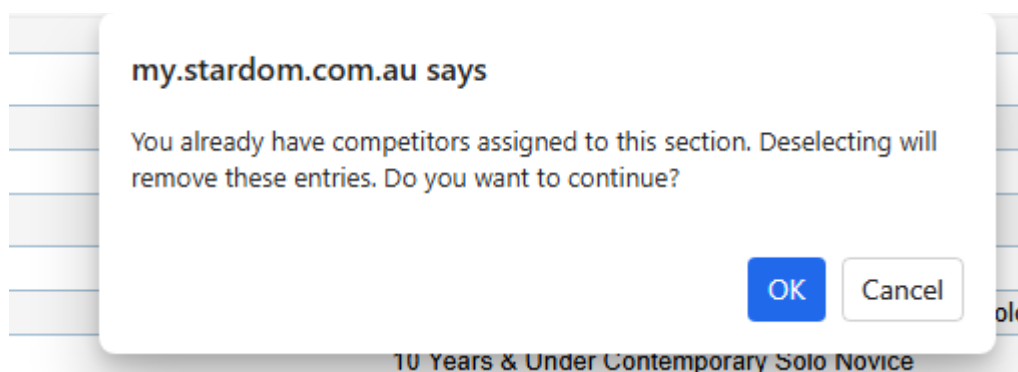 my.stardom.com.au says
You already have competitors assigned to this section. Deselecting will
remove these entries. Do you want to continue?
OK
Cancel
10 Years & Under Contemporary Solo Novice